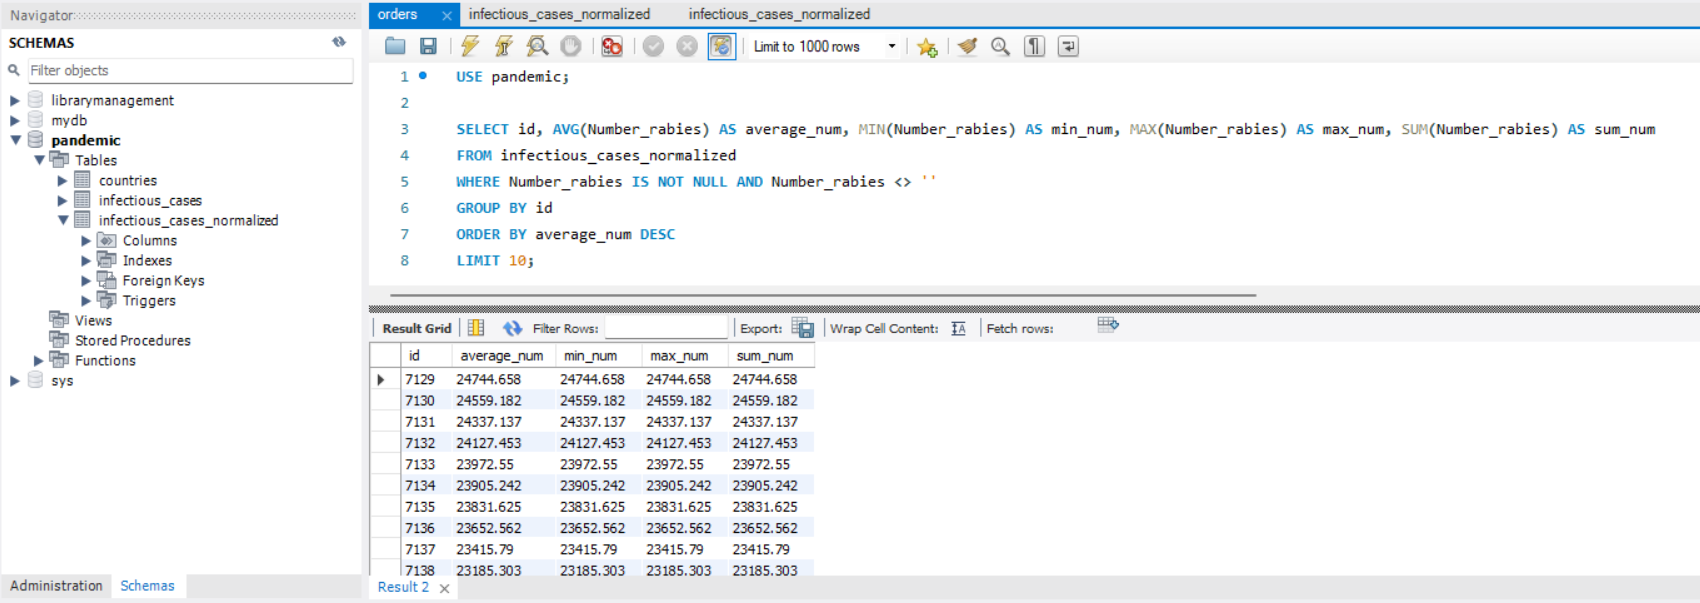 Navigator
SCHEMAS
Filter objects
librarymanagement
mydb
pandemic
Tables
countries
infectious_cases
infectious_cases_normalized
Columns
Indexes
Foreign Keys
Triggers
Views
Stored Procedures
Functions
sys
Administration Schemas
orders infectious_cases_normalized infectious_cases_normalized
Limit to 1000 rows
1 USE pandemic;
2
3 SELECT id, AVG(Number_rabies) AS average_num, MIN(Number_rabies) AS min_num, MAX(Number_rabies) AS max_num, SUM(Number_rabies) AS sum_num
4 FROM infectious_cases_normalized
5 WHERE Number_rabies IS NOT NULL AND Number_rabies <> ''
6 GROUP BY id
7 ORDER BY average_num DESC
8 LIMIT 10;
Result Grid Filter Rows: Export: Wrap Cell Content: Fetch rows:
id average_num min_num max_num sum_num
7129 24744.658 24744.658 24744.658 24744.658
7130 24559.182 24559.182 24559.182 24559.182
7131 24337.137 24337.137 24337.137 24337.137
7132 24127.453 24127.453 24127.453 24127.453
7133 23972.55 23972.55 23972.55 23972.55
7134 23905.242 23905.242 23905.242 23905.242
7135 23831.625 23831.625 23831.625 23831.625
7136 23652.562 23652.562 23652.562 23652.562
7137 23415.79 23415.79 23415.79 23415.79
7138 23185.303 23185.303 23185.303 23185.303
Result 2